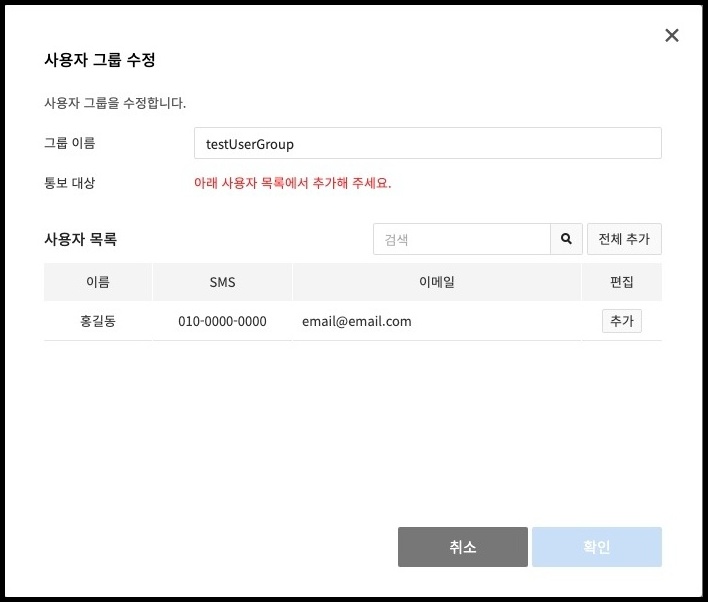 사용자 그룹 수정
사용자 그룹을 수정합니다.
그룹 이름 testUserGroup
통보 대상 아래 사용자 목록에서 추가해 주세요.
사용자 목록 검색 전체 추가
이름 SMS 이메일 편집
홍길동 010-0000-0000 email@email.com 추가
취소 확인